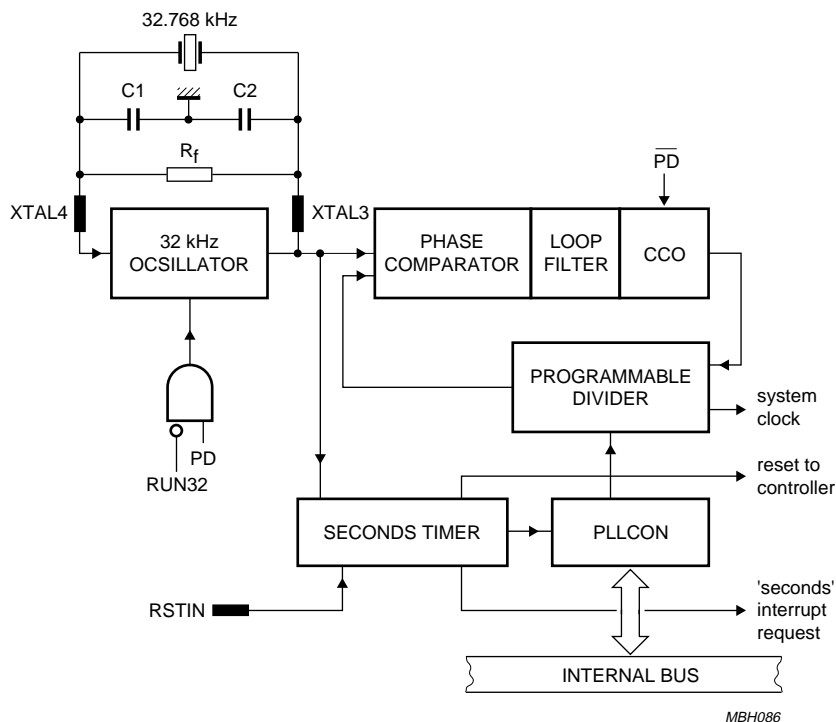 32.768 kHz
C1
C2
Rf
PD
XTAL4
XTAL3
32 kHz
OCSILLATOR
PHASE
COMPARATOR
LOOP
FILTER
CCO
PROGRAMMABLE
DIVIDER
system
clock
PD
RUN32
reset to
controller
SECONDS TIMER
PLLCON
RSTIN
'seconds'
interrupt
request
INTERNAL BUS
MBH086